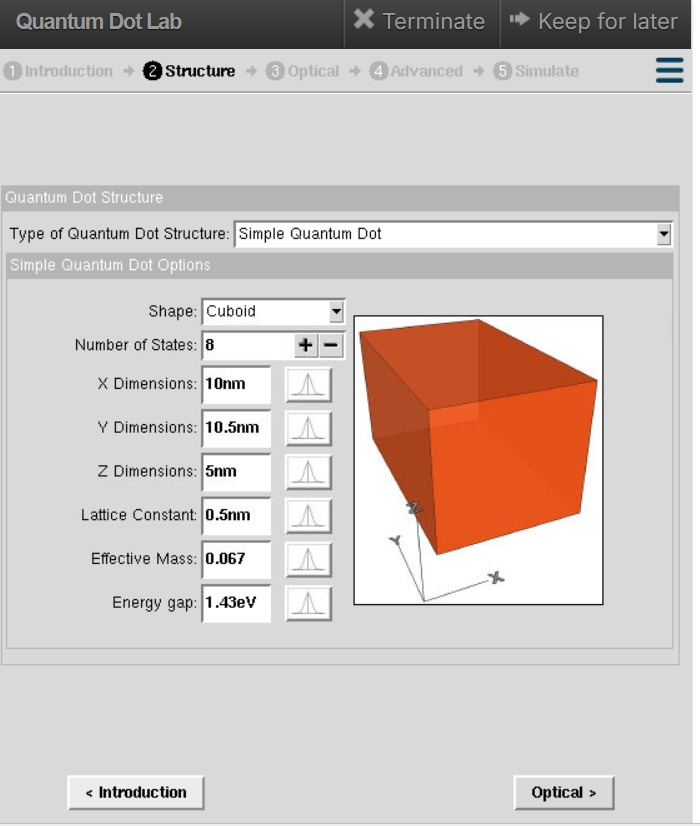 Quantum Dot Lab
Terminate
Keep for later
1 Introduction → 2 Structure → 3 Optical → 4 Advanced → 5 Simulate
Quantum Dot Structure
Type of Quantum Dot Structure: Simple Quantum Dot
Simple Quantum Dot Options
Shape: Cuboid
Number of States: 8
X Dimensions: 10nm
Y Dimensions: 10.5nm
Z Dimensions: 5nm
Lattice Constant: 0.5nm
Effective Mass: 0.067
Energy gap: 1.43eV
Z
Y
X
< Introduction
Optical >